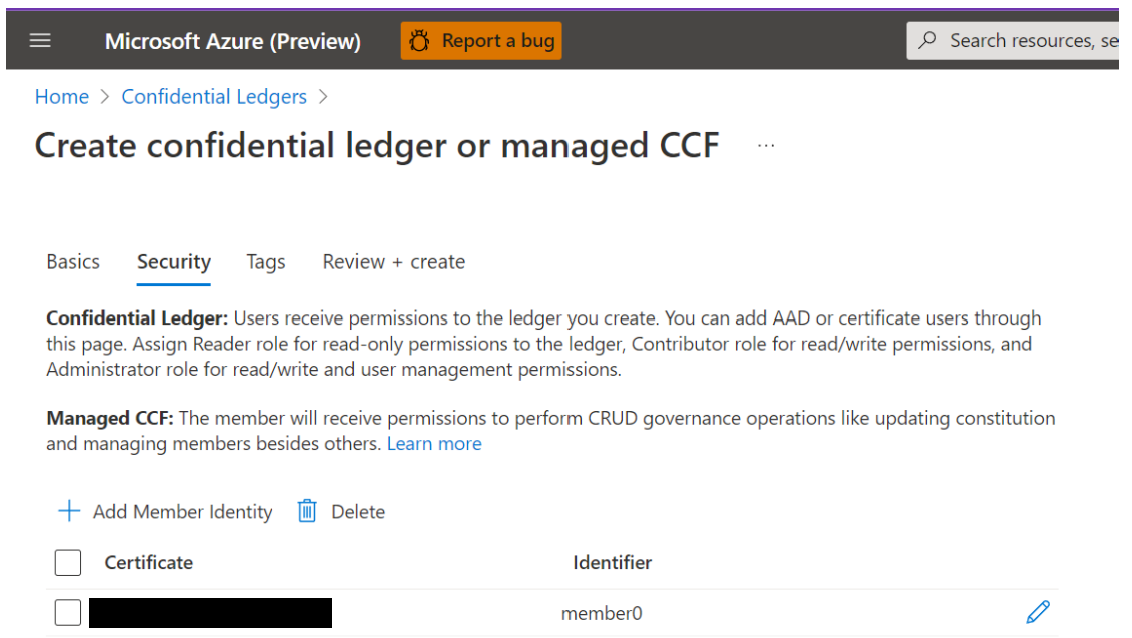 Microsoft Azure (Preview) Report a bug Search resources, se
Home > Confidential Ledgers >
Create confidential ledger or managed CCF ...
Basics Security Tags Review + create
Confidential Ledger: Users receive permissions to the ledger you create. You can add AAD or certificate users through
this page. Assign Reader role for read-only permissions to the ledger, Contributor role for read/write permissions, and
Administrator role for read/write and user management permissions.
Managed CCF: The member will receive permissions to perform CRUD governance operations like updating constitution
and managing members besides others. Learn more
Add Member Identity Delete
Certificate Identifier
member0